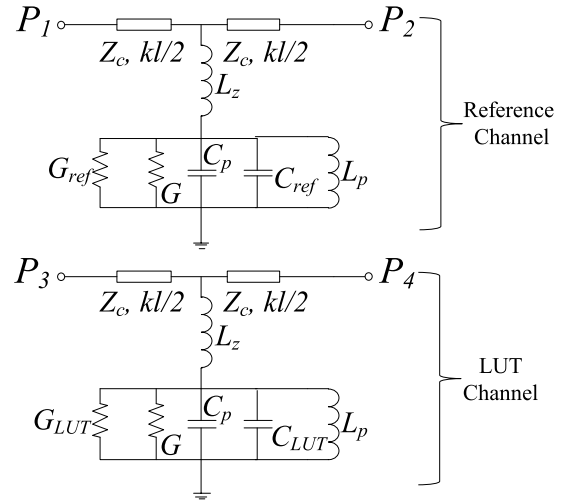 P1 P2
Zc, kl/2 Zc, kl/2
Lz
Reference
Channel
Gref G Cp Cref Lp
P3 P4
Zc, kl/2 Zc, kl/2
Lz
LUT
Channel
GLUT G Cp CLUT Lp